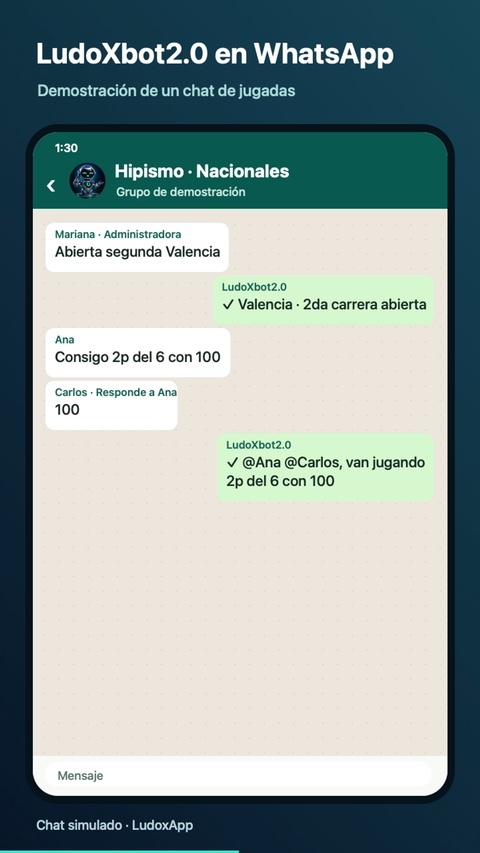 LudoXbot2.0 en WhatsApp
Demostración de un chat de jugadas
1:30
Hipismo · Nacionales
Grupo de demostración
Mariana · Administradora
Abierta segunda Valencia
LudoXbot2.0
✓ Valencia · 2da carrera abierta
Ana
Consigo 2p del 6 con 100
Carlos · Responde a Ana
100
LudoXbot2.0
✓ @Ana @Carlos, van jugando
2p del 6 con 100
Mensaje
Chat simulado · LudoxApp